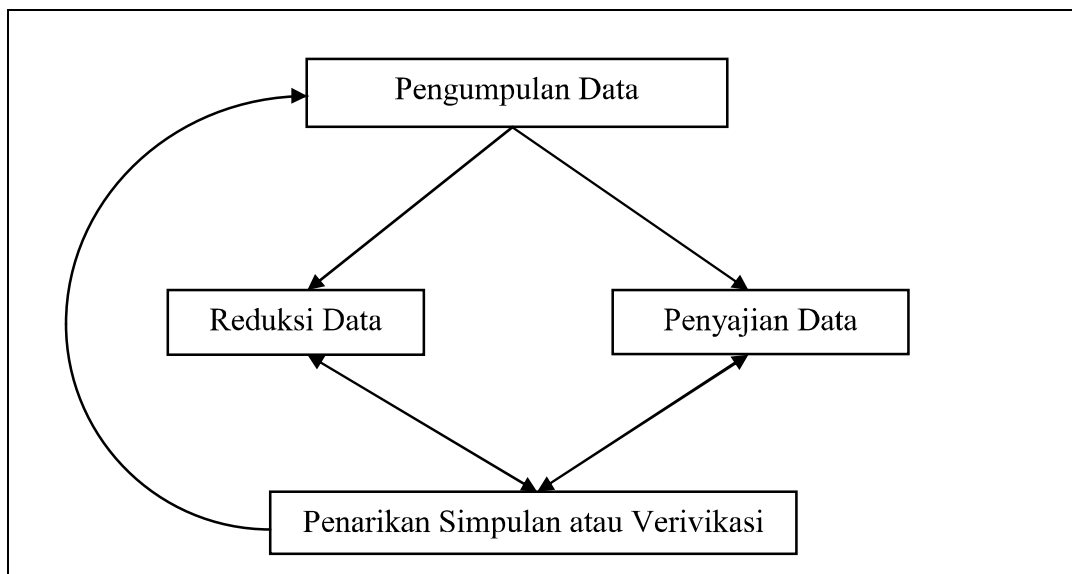 Pengumpulan Data
Reduksi Data
Penyajian Data
Penarikan Simpulan atau Verivikasi